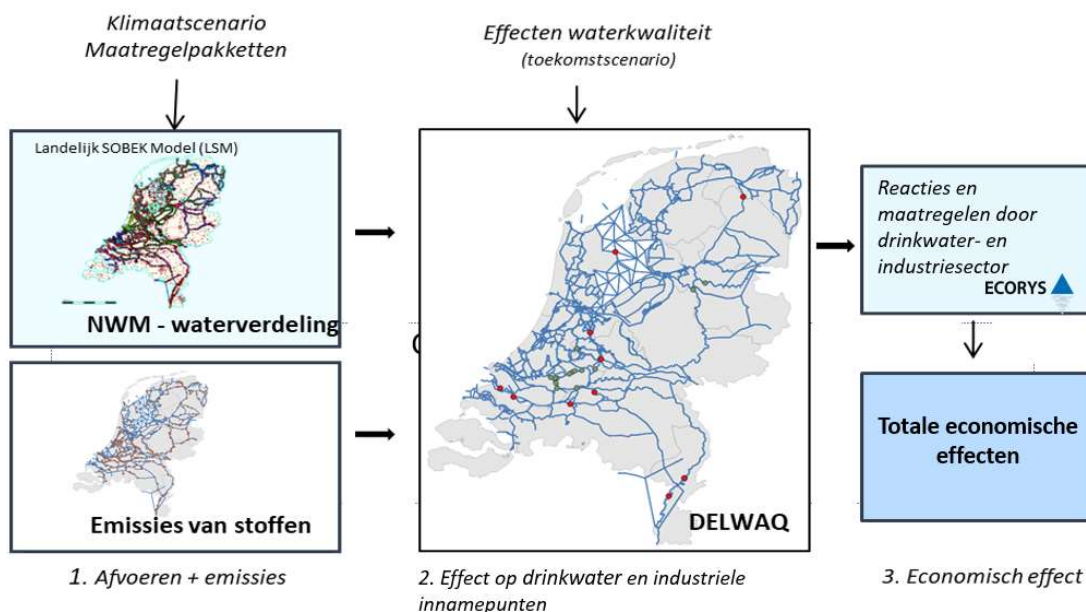 Klimaatscenario
Maatregelpakketten
Effecten waterkwaliteit
(toekomstscenario)
Landelijk SOBEK Model (LSM)
NWM - waterverdeling
Emissies van stoffen
DELWAQ
Reacties en
maatregelen door
drinkwater- en
industriesector
ECORYS
Totale economische
effecten
1. Afvoeren + emissies
2. Effect op drinkwater en industriele
innamepunten
3. Economisch effect